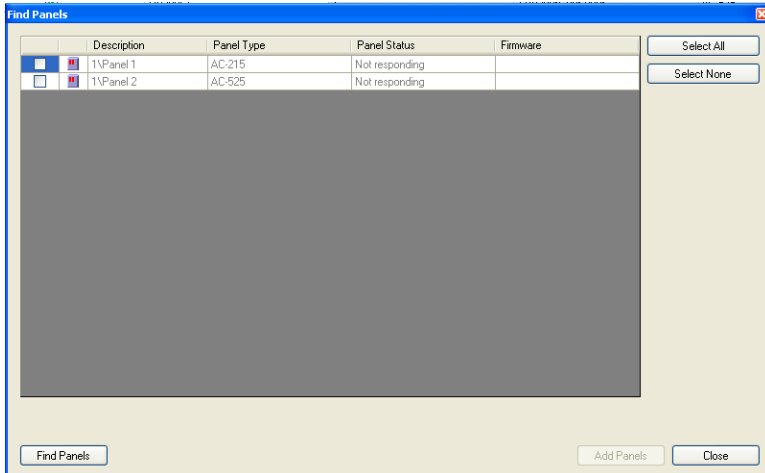 Find Panels
Description Panel Type Panel Status Firmware
1\Panel 1 AC-215 Not responding
1\Panel 2 AC-525 Not responding
Select All
Select None
Find Panels
Add Panels
Close